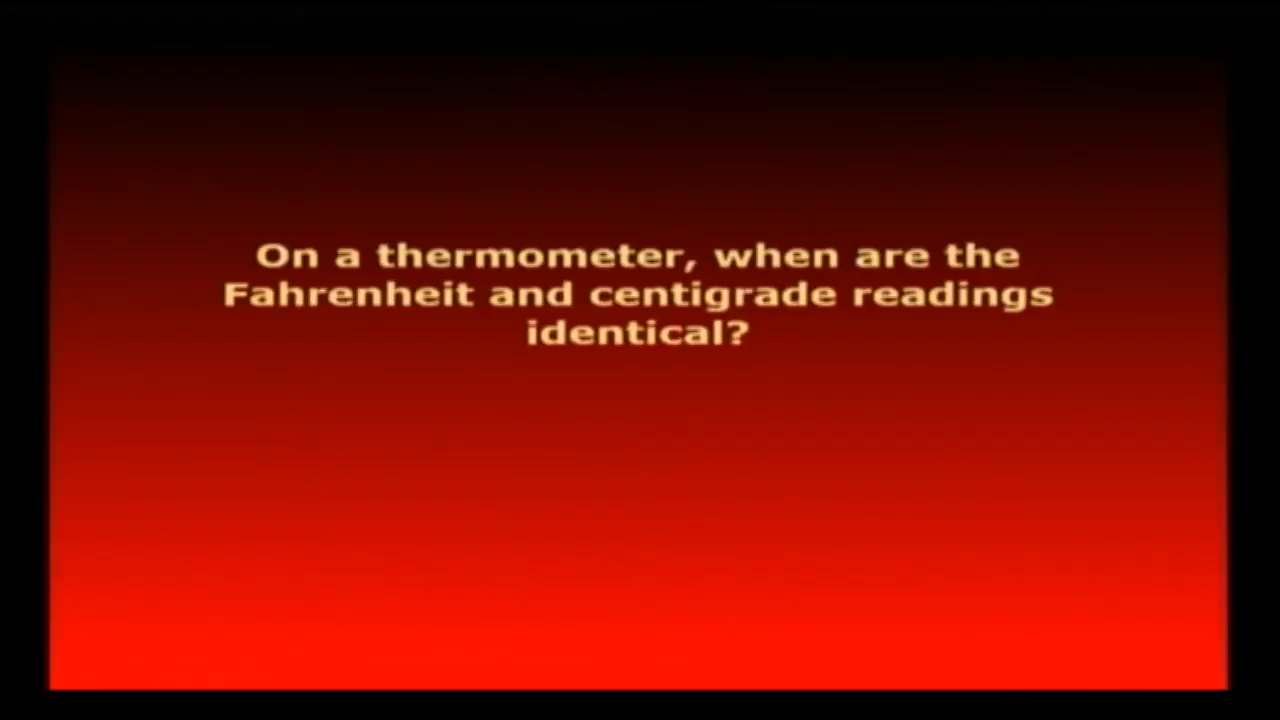 On a thermometer, when are the
Fahrenheit and centigrade readings
identical?